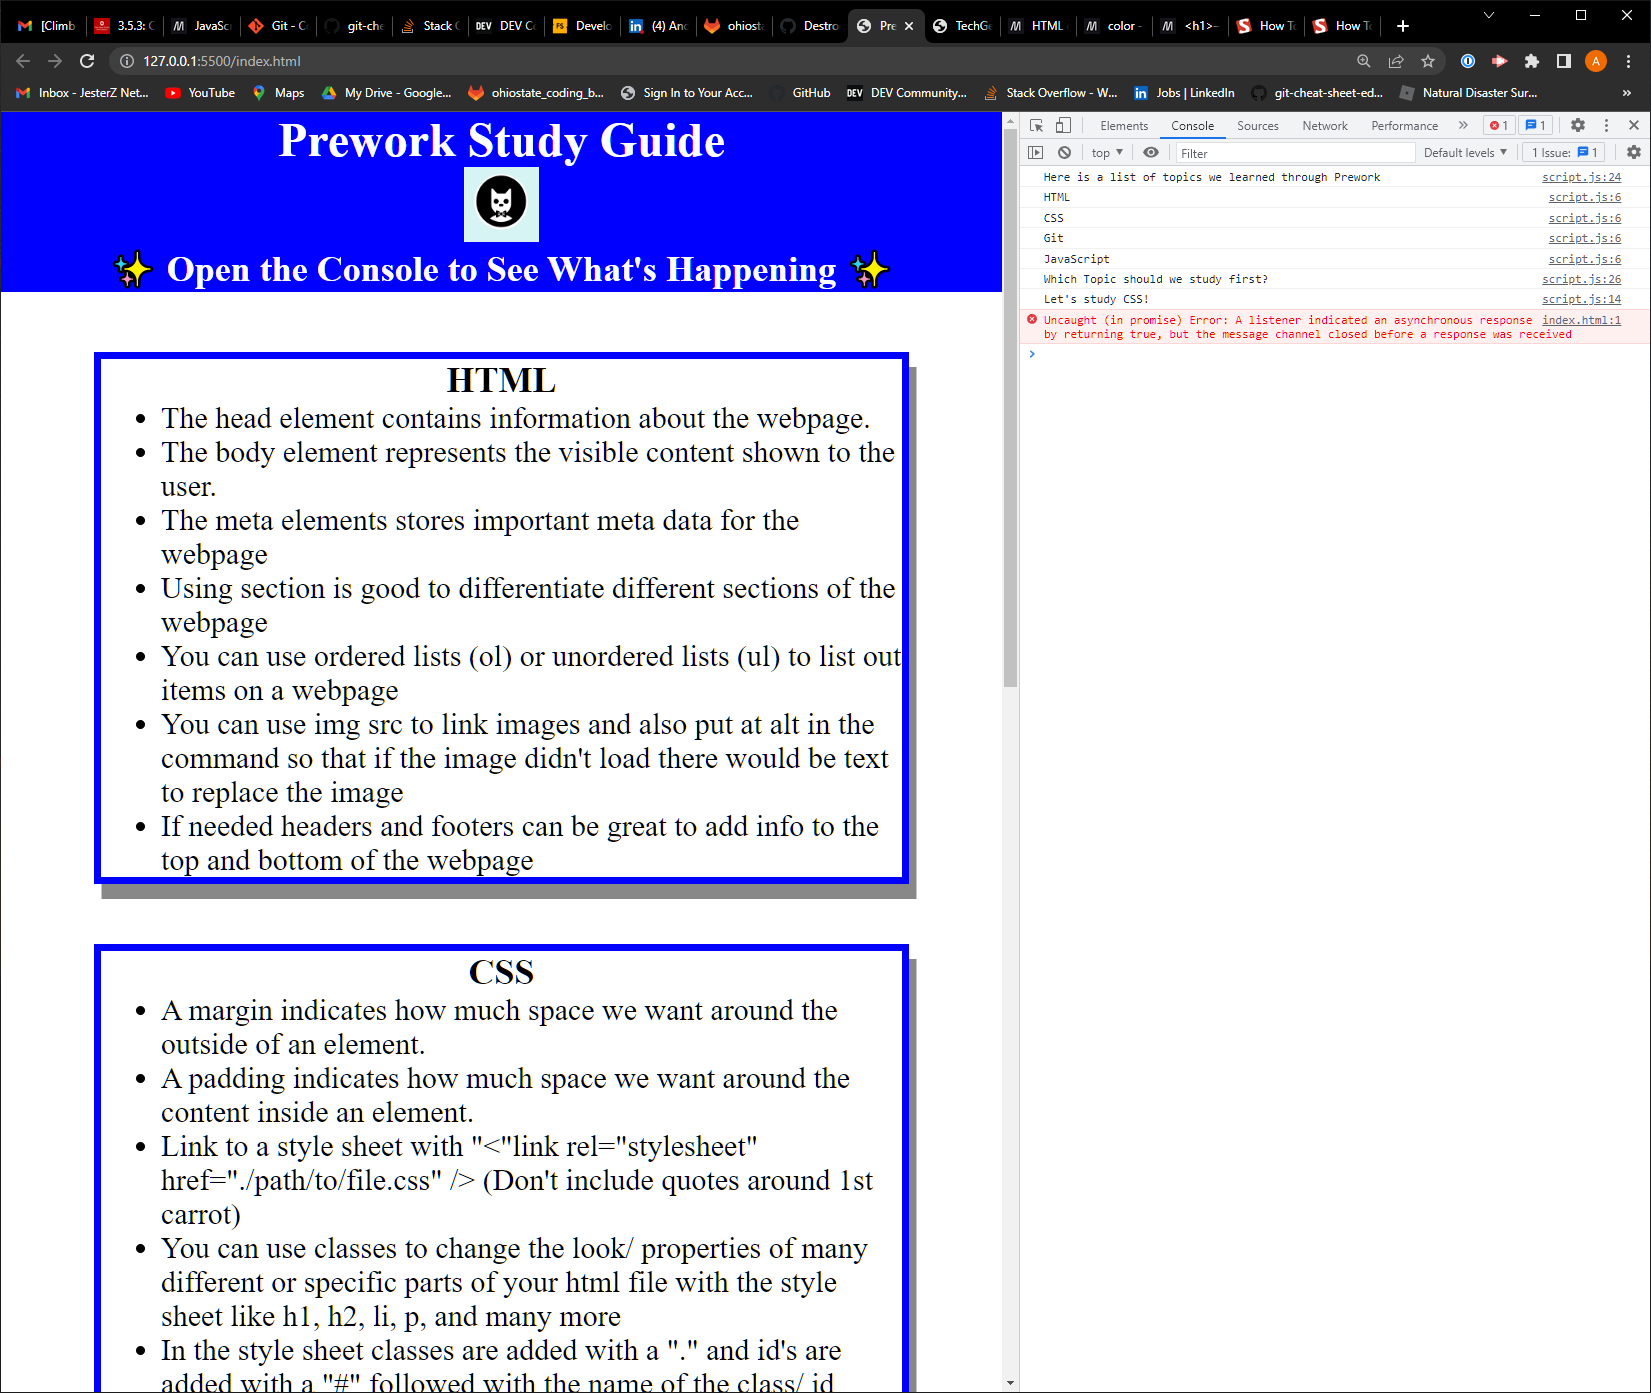 [Climb
3.5.3: C
JavaScr
Git - Co
git-che
Stack O
DEV Co
Develo
(4) And
ohiosta
Destro
Pre
TechGe
HTML
color -
<h1>-
How To
How To
127.0.0.1:5500/index.html
Inbox - JesterZ Net...
YouTube
Maps
My Drive - Google...
ohiostate_coding_b...
Sign In to Your Acc...
GitHub
DEV Community...
Stack Overflow - W...
Jobs | LinkedIn
git-cheat-sheet-ed...
Natural Disaster Sur...
»
Prework Study Guide
✨ Open the Console to See What's Happening ✨
HTML
• The head element contains information about the webpage.
• The body element represents the visible content shown to the
user.
• The meta elements stores important meta data for the
webpage
• Using section is good to differentiate different sections of the
webpage
• You can use ordered lists (ol) or unordered lists (ul) to list out
items on a webpage
• You can use img src to link images and also put at alt in the
command so that if the image didn't load there would be text
to replace the image
• If needed headers and footers can be great to add info to the
top and bottom of the webpage
CSS
• A margin indicates how much space we want around the
outside of an element.
• A padding indicates how much space we want around the
content inside an element.
• Link to a style sheet with "<"link rel="stylesheet"
href="./path/to/file.css" /> (Don't include quotes around 1st
carrot)
• You can use classes to change the look/ properties of many
different or specific parts of your html file with the style
sheet like h1, h2, li, p, and many more
• In the style sheet classes are added with a "." and id's are
added with a "#" followed with the name of the class/ id
Elements Console Sources Network Performance » 1 1
top ▼ Filter Default levels ▼ 1 Issue: 1
Here is a list of topics we learned through Prework script.js:24
HTML script.js:6
CSS script.js:6
Git script.js:6
JavaScript script.js:6
Which Topic should we study first? script.js:26
Let's study CSS! script.js:14
Uncaught (in promise) Error: A listener indicated an asynchronous response index.html:1
by returning true, but the message channel closed before a response was received